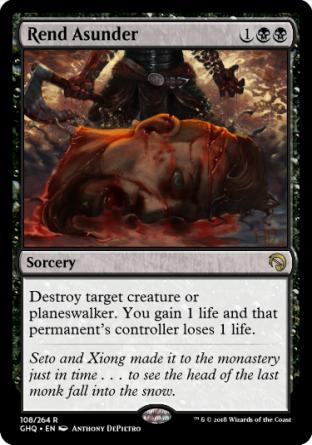 Rend Asunder 1
Sorcery
Destroy target creature or
planeswalker. You gain 1 life and that
permanent's controller loses 1 life.
Seto and Xiong made it to the monastery
just in time . . . to see the head of the last
monk fall into the snow.
108/264 R
GHQ • EN Anthony DePietro ™ & © 2018 Wizards of the Coast